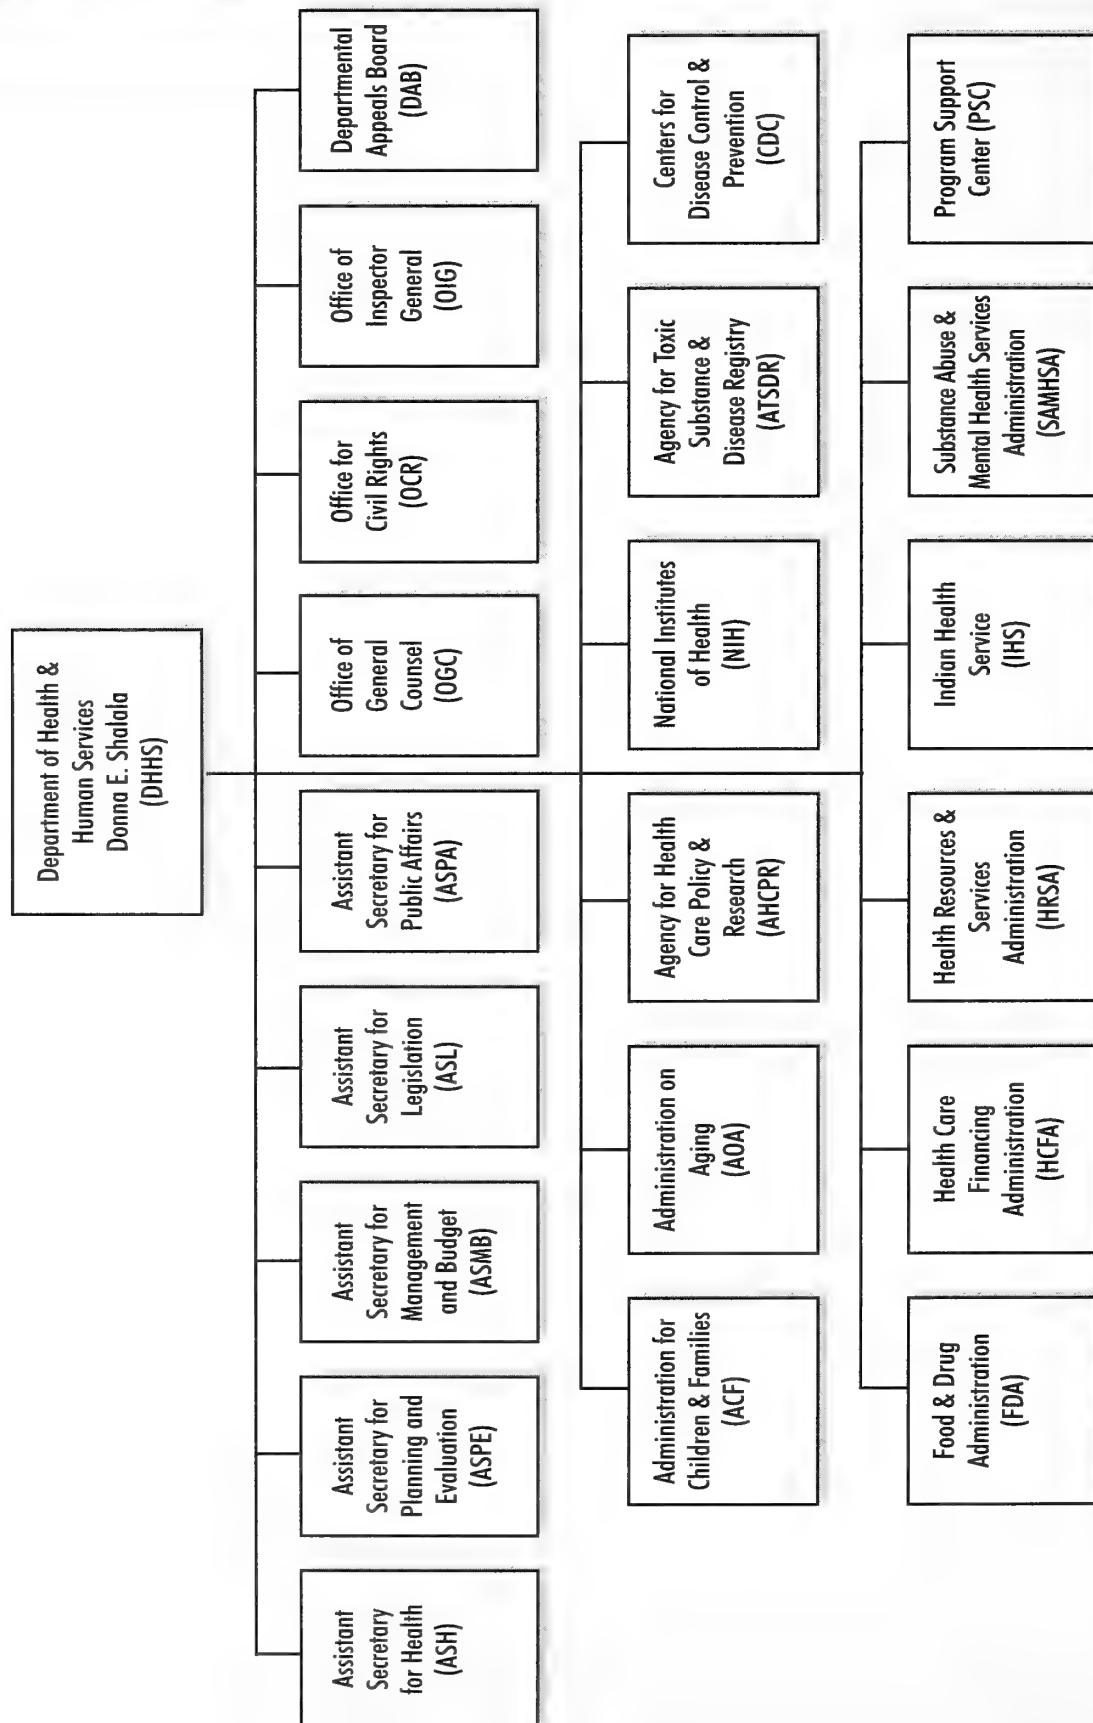 Department of Health &
Human Services
Donna E. Shalala
(DHHS)
Assistant
Secretary
for Health
(ASH)
Assistant
Secretary for
Planning and
Evaluation
(ASPE)
Assistant
Secretary for
Management
and Budget
(ASMB)
Assistant
Secretary for
Legislation
(ASL)
Assistant
Secretary for
Public Affairs
(ASPA)
Office of
General
Counsel
(OGC)
Office for
Civil Rights
(OCR)
Office of
Inspector
General
(OIG)
Departmental
Appeals Board
(DAB)
Administration for
Children & Families
(ACF)
Administration on
Aging
(AOA)
Agency for Health
Care Policy &
Research
(AHCPR)
National Institutes
of Health
(NIH)
Agency for Toxic
Substance &
Disease Registry
(ATSDR)
Centers for
Disease Control &
Prevention
(CDC)
Food & Drug
Administration
(FDA)
Health Care
Financing
Administration
(HCFA)
Health Resources &
Services
Administration
(HRSA)
Indian Health
Service
(IHS)
Substance Abuse &
Mental Health Services
Administration
(SAMHSA)
Program Support
Center (PSC)